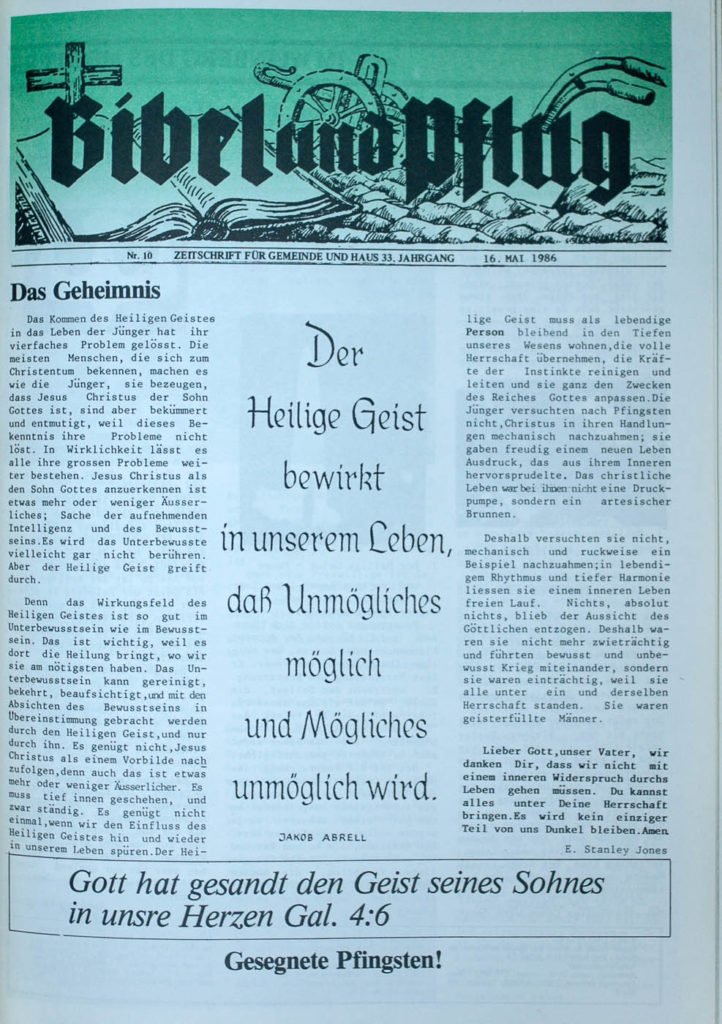 Bibel und Pflug
Nr. 10 ZEITSCHRIFT FÜR GEMEINDE UND HAUS 33. JAHRGANG 16. MAI 1986
Das Geheimnis
Das Kommen des Heiligen Geistes
in das Leben der Jünger hat ihr
vierfaches Problem gelösst. Die
meisten Menschen, die sich zum
Christentum bekennen, machen es
wie die Jünger, sie bezeugen,
dass Jesus Christus der Sohn
Gottes ist, sind aber bekümmert
und entmutigt, weil dieses Be-
kenntnis ihre Probleme nicht
löst. In Wirklichkeit lässt es
alle ihre grossen Probleme wei-
ter bestehen. Jesus Christus als
den Sohn Gottes anzuerkennen ist
etwas mehr oder weniger Äusser-
liches; Sache der aufnehmenden
Intelligenz und des Bewusst-
seins.Es wird das Unterbewusste
vielleicht gar nicht berühren.
Aber der Heilige Geist greift
durch.
Denn das Wirkungsfeld des
Heiligen Geistes ist so gut im
Unterbewusstsein wie im Bewusst-
sein. Das ist wichtig, weil es
dort die Heilung bringt, wo wir
sie am nötigsten haben. Das Un-
terbewusstsein kann gereinigt,
bekehrt, beaufsichtigt,und mit den
Absichten des Bewusstseins in
Übereinstimmung gebracht werden
durch den Heiligen Geist,und nur
durch ihn. Es genügt nicht,Jesus
Christus als einem Vorbilde nach
zufolgen,denn auch das ist etwas
mehr oder weniger Äusserlicher. Es
muss tief innen geschehen, und
zwar ständig. Es genügt nicht
einmal,wenn wir den Einfluss des
Heiligen Geistes hin und wieder
in unserem Leben spüren.Der Hei-
Der
Heilige Geist
bewirkt
in unserem Leben,
daß Unmögliches
möglich
und Mögliches
unmöglich wird.
JAKOB ABRELL
lige Geist muss als lebendige
Person bleibend in den Tiefen
unseres Wesens wohnen,die volle
Herrschaft übernehmen, die Kräf-
te der Instinkte reinigen und
leiten und sie ganz den Zwecken
des Reiches Gottes anpassen.Die
Jünger versuchten nach Pfingsten
nicht,Christus in ihren Handlun-
gen mechanisch nachzuahmen; sie
gaben freudig einem neuen Leben
Ausdruck, das aus ihrem Inneren
hervorsprudelte. Das christliche
Leben war bei ihnen nicht eine Druck-
pumpe, sondern ein artesischer
Brunnen.
Deshalb versuchten sie nicht,
mechanisch und ruckweise ein
Beispiel nachzuahmen;in lebendi-
gem Rhythmus und tiefer Harmonie
liessen sie einem inneren Leben
freien Lauf. Nichts, absolut
nichts, blieb der Aussicht des
Göttlichen entzogen. Deshalb wa-
ren sie nicht mehr zwieträchtig
und führten bewusst und unbe-
wusst Krieg miteinander, sondern
sie waren einträchtig, weil sie
alle unter ein und derselben
Herrschaft standen. Sie waren
geisterfüllte Männer.
Lieber Gott,unser Vater, wir
danken Dir, dass wir nicht mit
einem inneren Widerspruch durchs
Leben gehen müssen. Du kannst
alles unter Deine Herrschaft
bringen.Es wird kein einziger
Teil von uns Dunkel bleiben.Amen
E. Stanley Jones
Gott hat gesandt den Geist seines Sohnes
in unsre Herzen Gal. 4:6
Gesegnete Pfingsten!